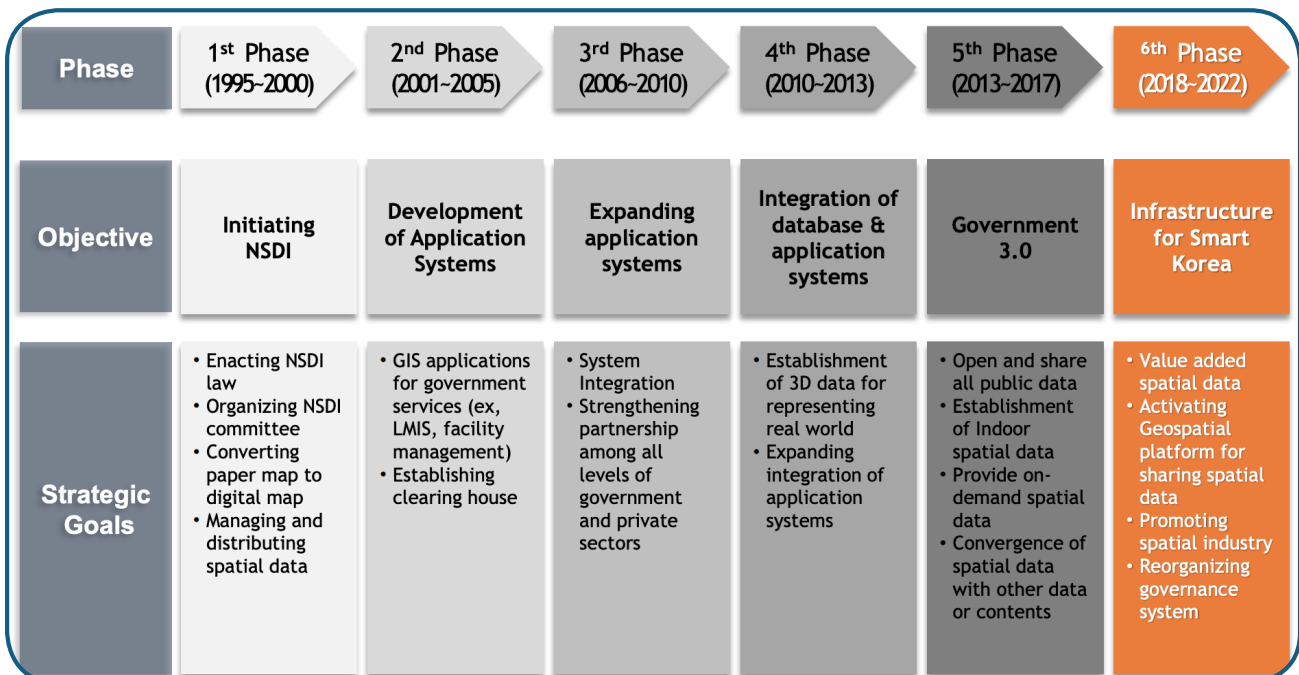 Phase
1st Phase
(1995~2000)
2nd Phase
(2001~2005)
3rd Phase
(2006~2010)
4th Phase
(2010~2013)
5th Phase
(2013~2017)
6th Phase
(2018~2022)
Objective
Initiating
NSDI
Development
of Application
Systems
Expanding
application
systems
Integration of
database &
application
systems
Government
3.0
Infrastructure
for Smart
Korea
Strategic
Goals
• Enacting NSDI
law
• Organizing NSDI
committee
• Converting
paper map to
digital map
• Managing and
distributing
spatial data
• GIS applications
for government
services (ex,
LMIS, facility
management)
• Establishing
clearing house
• System
Integration
• Strengthening
partnership
among all
levels of
government
and private
sectors
• Establishment
of 3D data for
representing
real world
• Expanding
integration of
application
systems
• Open and share
all public data
• Establishment
of Indoor
spatial data
• Provide on-
demand spatial
data
• Convergence of
spatial data
with other data
or contents
• Value added
spatial data
• Activating
Geospatial
platform for
sharing spatial
data
• Promoting
spatial industry
• Reorganizing
governance
system